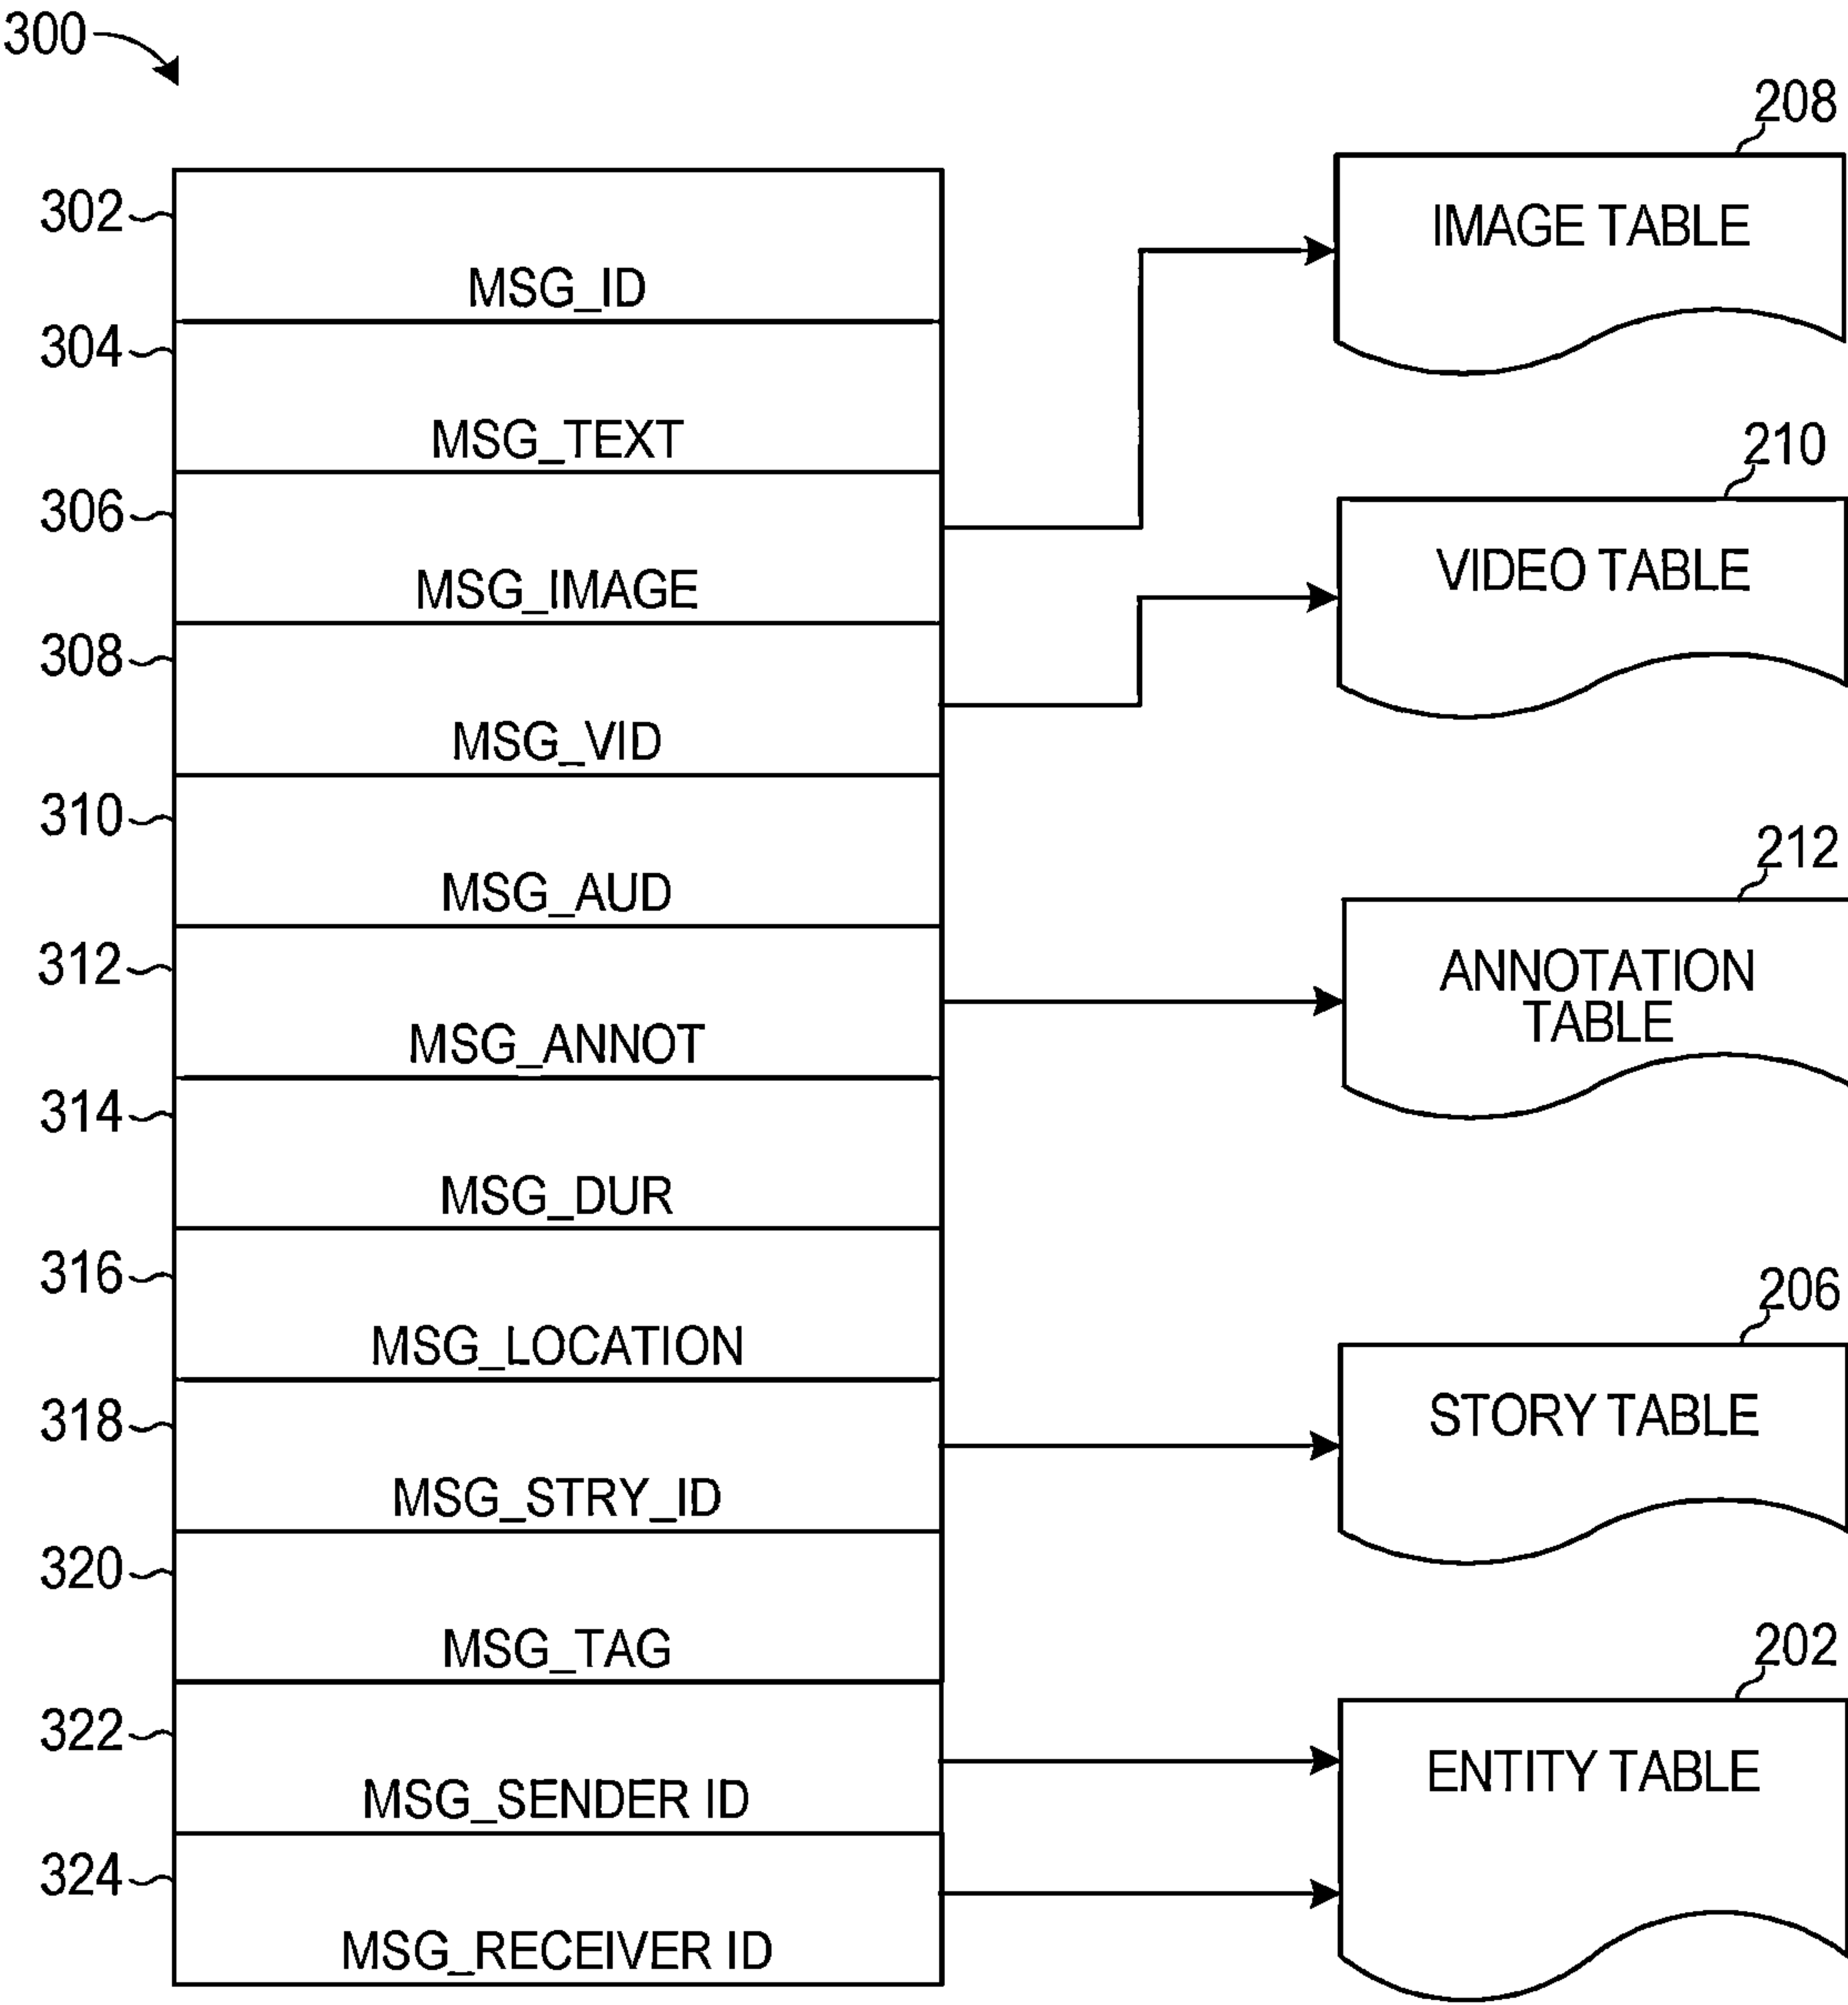 300
208
302
IMAGE TABLE
MSG_ID
304
MSG_TEXT
210
306
VIDEO TABLE
MSG_IMAGE
308
MSG_VID
310
212
MSG_AUD
312
ANNOTATION
TABLE
MSG_ANNOT
314
MSG_DUR
316
206
MSG_LOCATION
318
STORY TABLE
MSG_STRY_ID
320
MSG_TAG
202
322
ENTITY TABLE
MSG_SENDER ID
324
MSG_RECEIVER ID